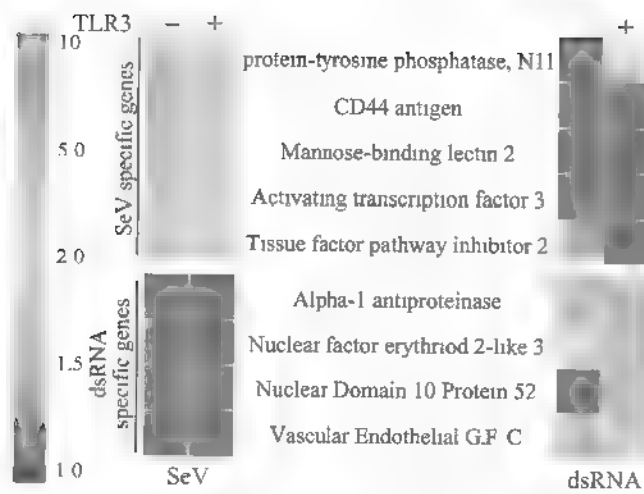 TLR3 – +
+
10
5 0
2 0
1.5
1 0
SeV specific genes
dsRNA
specific genes
protein-tyrosine phosphatase, N11
CD44 antigen
Mannose-binding lectin 2
Activating transcription factor 3
Tissue factor pathway inhibitor 2
Alpha-1 antiproteinase
Nuclear factor erythriod 2-like 3
Nuclear Domain 10 Protein 52
Vascular Endothelial G.F C
SeV
dsRNA